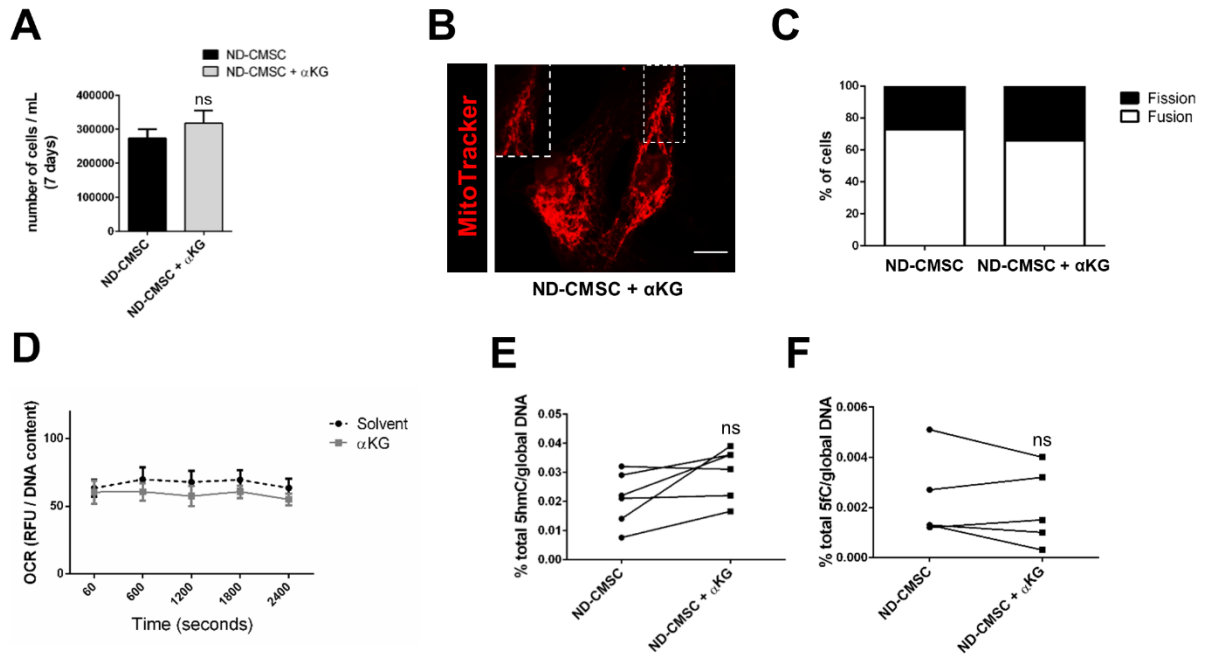 A
ND-CMSC
ND-CMSC + αKG
number of cells / mL
(7 days)
400000
300000
200000
100000
0
ns
ND-CMSC
ND-CMSC + αKG
B
MitoTracker
ND-CMSC + αKG
C
% of cells
100
80
60
40
20
0
Fission
Fusion
ND-CMSC
ND-CMSC + αKG
D
OCR (RFU / DNA content)
100
50
0
Solvent
αKG
60
600
1200
1800
2400
Time (seconds)
E
% total 5hmC/global DNA
0.05
0.04
0.03
0.02
0.01
0.00
ns
ND-CMSC
ND-CMSC + αKG
F
% total 5fC/global DNA
0.006
0.004
0.002
0.000
ns
ND-CMSC
ND-CMSC + αKG